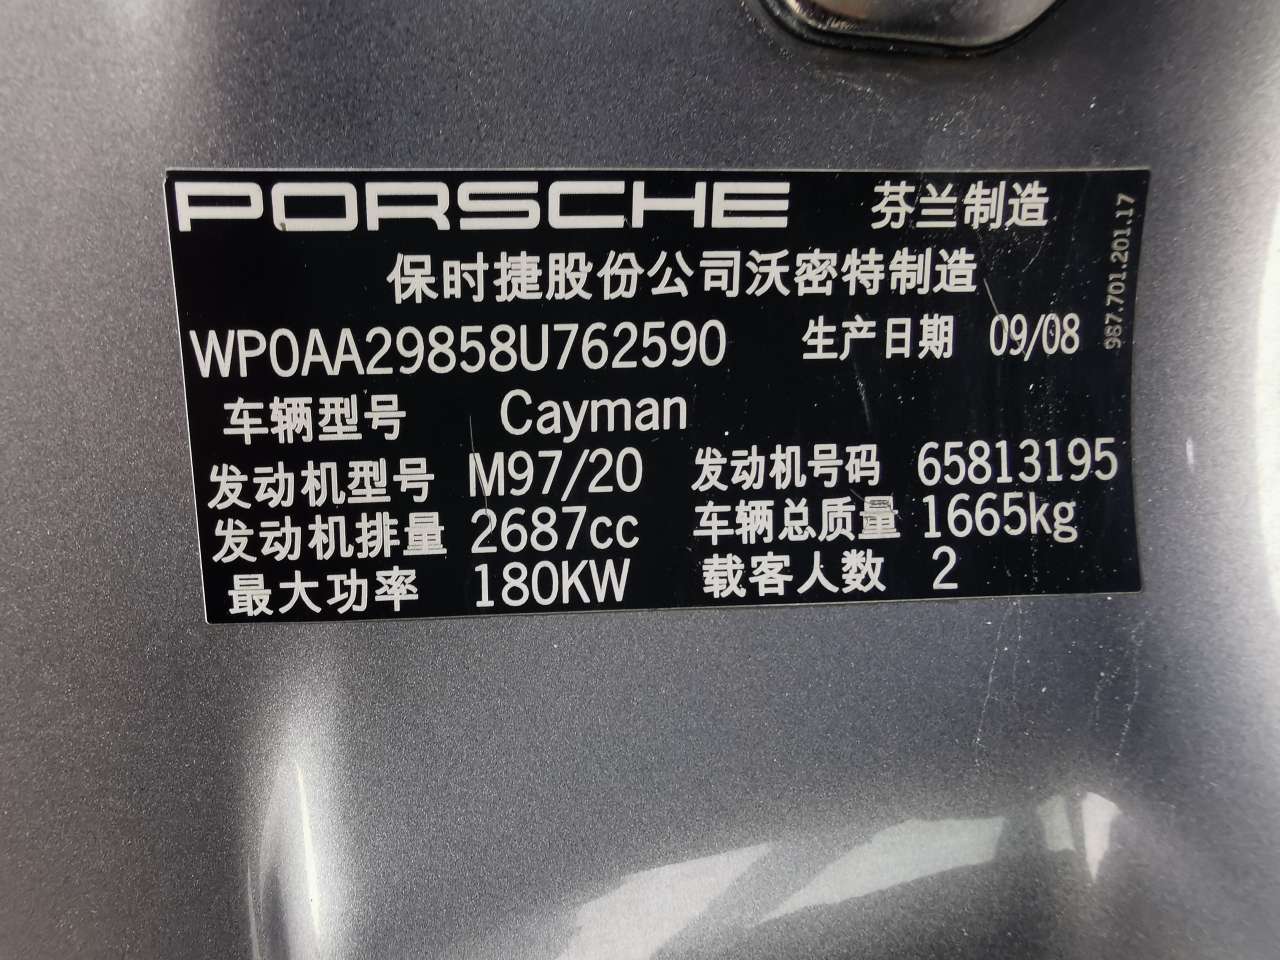 PORSCHE 芬兰制造
保时捷股份公司沃密特制造
WP0AA29858U762590 生产日期 09/08
车辆型号 Cayman
发动机型号 M97/20 发动机号码 65813195
发动机排量 2687cc 车辆总质量 1665kg
最大功率 180KW 载客人数 2
987.701.201.17